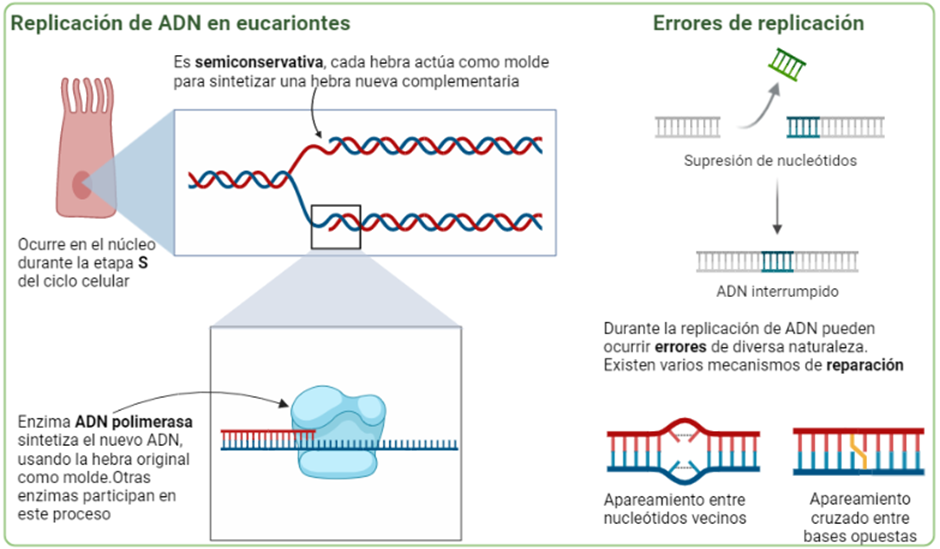 Replicación de ADN en eucariontes
Es semiconservativa, cada hebra actúa como molde
para sintetizar una hebra nueva complementaria
Ocurre en el núcleo
durante la etapa S
del ciclo celular
Enzima ADN polimerasa
sintetiza el nuevo ADN,
usando la hebra original
como molde.Otras
enzimas participan en
este proceso
Errores de replicación
Supresión de nucleótidos
ADN interrumpido
Durante la replicación de ADN pueden
ocurrir errores de diversa naturaleza.
Existen varios mecanismos de reparación
Apareamiento entre
nucleótidos vecinos
Apareamiento
cruzado entre
bases opuestas